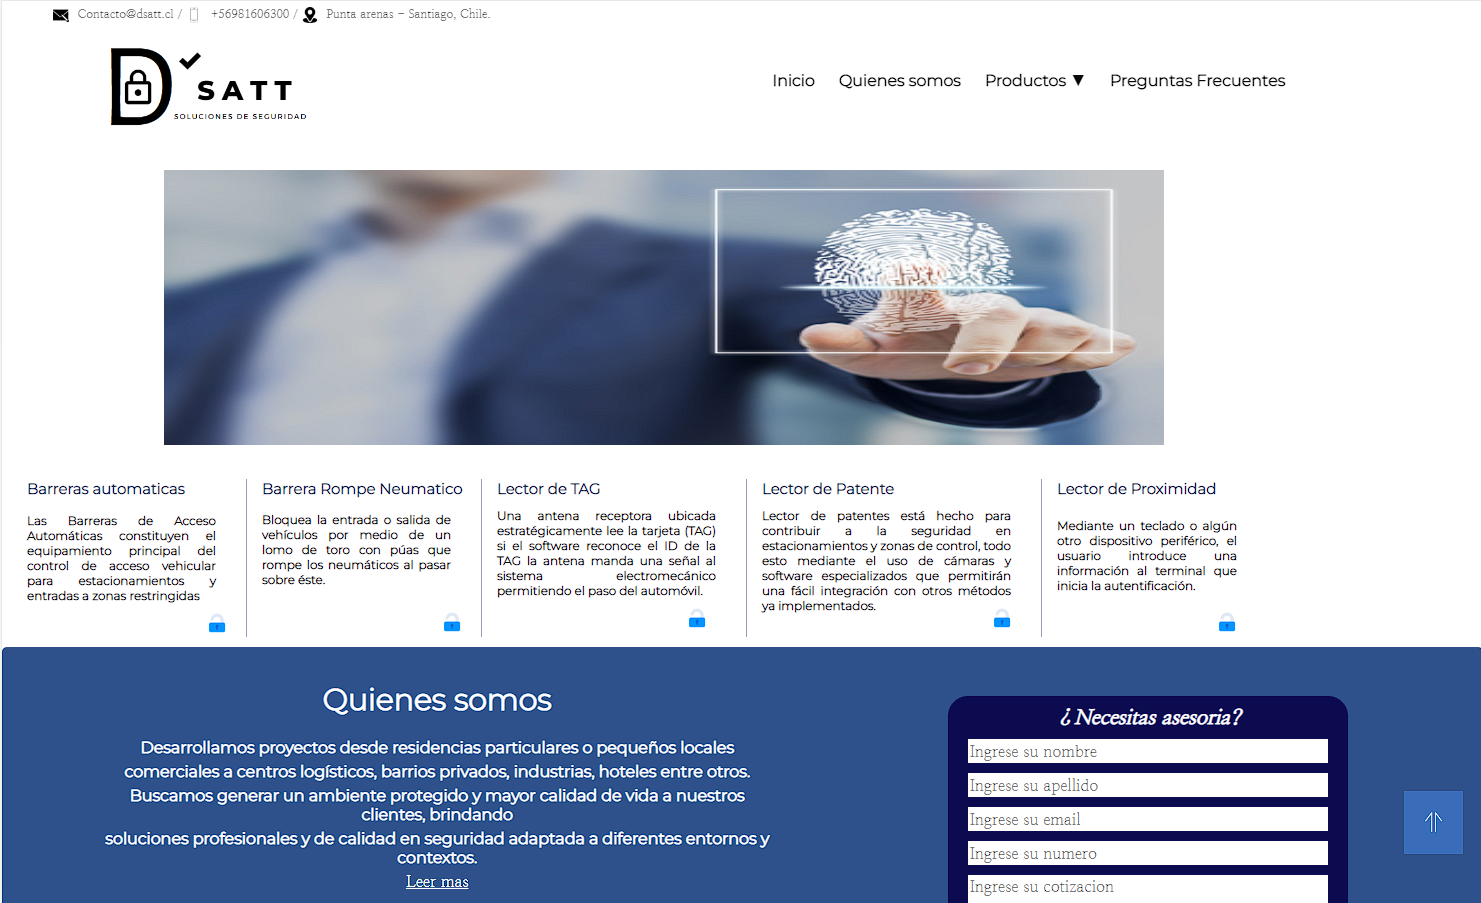 Contacto@dsatt.cl / +56981606300 / Punta arenas - Santiago, Chile.
D SATT
SOLUCIONES DE SEGURIDAD
Inicio Quienes somos Productos ▼ Preguntas Frecuentes
Barreras automaticas
Las Barreras de Acceso
Automáticas constituyen el
equipamiento principal del
control de acceso vehicular
para estacionamientos y
entradas a zonas restringidas
Barrera Rompe Neumatico
Bloquea la entrada o salida de
vehículos por medio de un
lomo de toro con púas que
rompe los neumáticos al pasar
sobre éste.
Lector de TAG
Una antena receptora ubicada
estratégicamente lee la tarjeta (TAG)
si el software reconoce el ID de la
TAG la antena manda una señal al
sistema electromecánico
permitiendo el paso del automóvil.
Lector de Patente
Lector de patentes está hecho para
contribuir a la seguridad en
estacionamientos y zonas de control, todo
esto mediante el uso de cámaras y
software especializados que permitirán
una fácil integración con otros métodos
ya implementados.
Lector de Proximidad
Mediante un teclado o algún
otro dispositivo periférico, el
usuario introduce una
información al terminal que
inicia la autentificación.
Quienes somos
Desarrollamos proyectos desde residencias particulares o pequeños locales
comerciales a centros logísticos, barrios privados, industrias, hoteles entre otros.
Buscamos generar un ambiente protegido y mayor calidad de vida a nuestros
clientes, brindando
soluciones profesionales y de calidad en seguridad adaptada a diferentes entornos y
contextos.
Leer mas
¿Necesitas asesoria?
Ingrese su nombre
Ingrese su apellido
Ingrese su email
Ingrese su numero
Ingrese su cotizacion